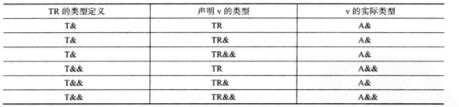 TR 的类型定义 声明 v 的类型 v 的实际类型
T& TR A&
T& TR& A&
T& TR&& A&
T&& TR A&&
T&& TR& A&
T&& TR&& A&&